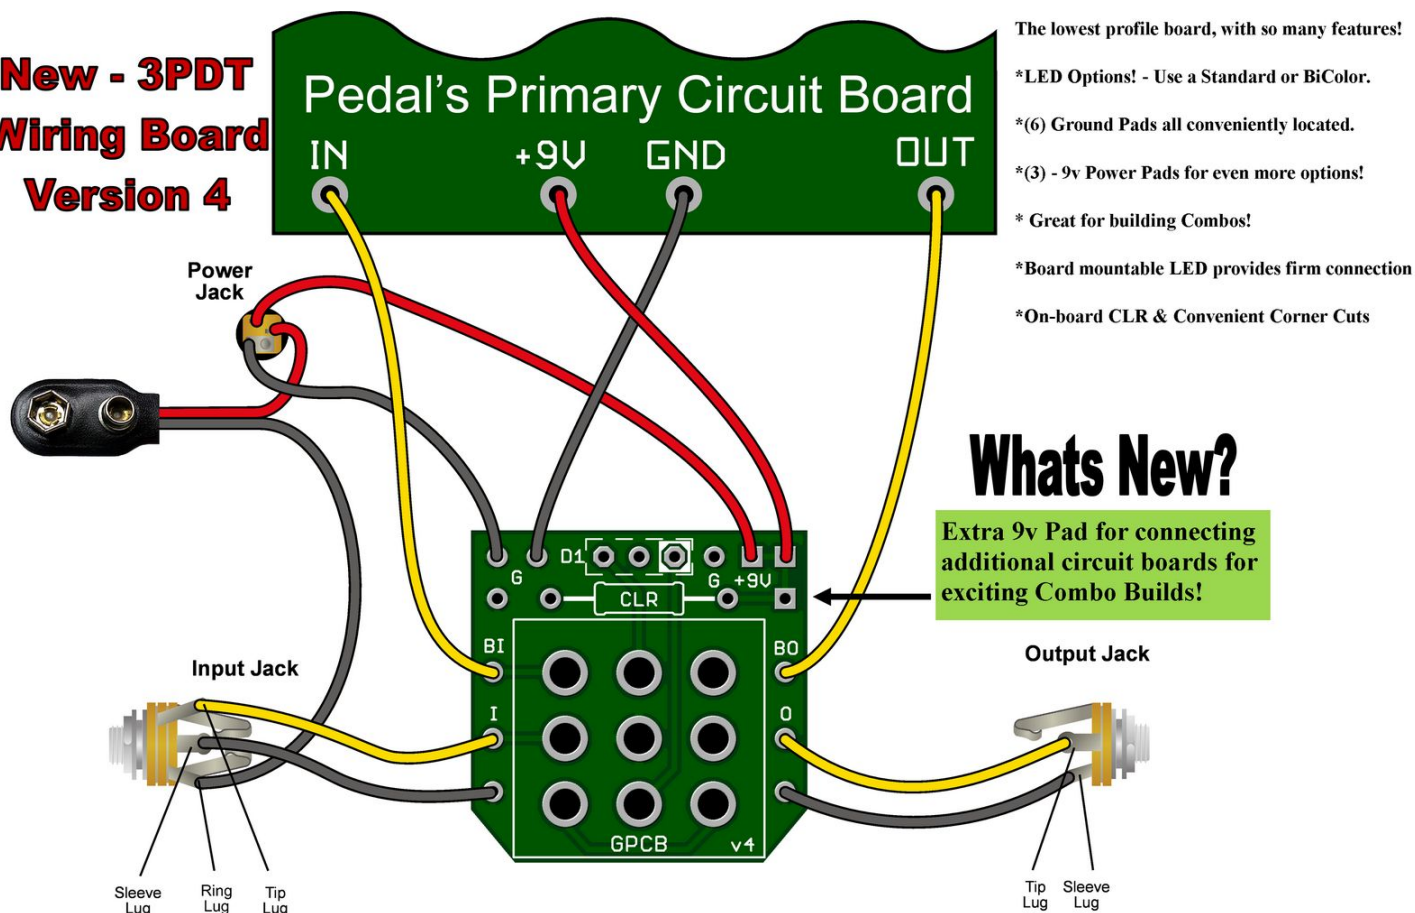 New - 3PDT
Wiring Board
Version 4
Pedal's Primary Circuit Board
IN
+9V
GND
OUT
The lowest profile board, with so many features!
*LED Options! - Use a Standard or BiColor.
*(6) Ground Pads all conveniently located.
*(3) - 9v Power Pads for even more options!
* Great for building Combos!
*Board mountable LED provides firm connection
*On-board CLR & Convenient Corner Cuts
Power
Jack
Whats New?
Extra 9v Pad for connecting
additional circuit boards for
exciting Combo Builds!
G
D1
G
+9V
CLR
BI
BO
I
O
GPCB
v4
Input Jack
Output Jack
Sleeve
Lug
Ring
Lug
Tip
Lug
Tip
Lug
Sleeve
Lug